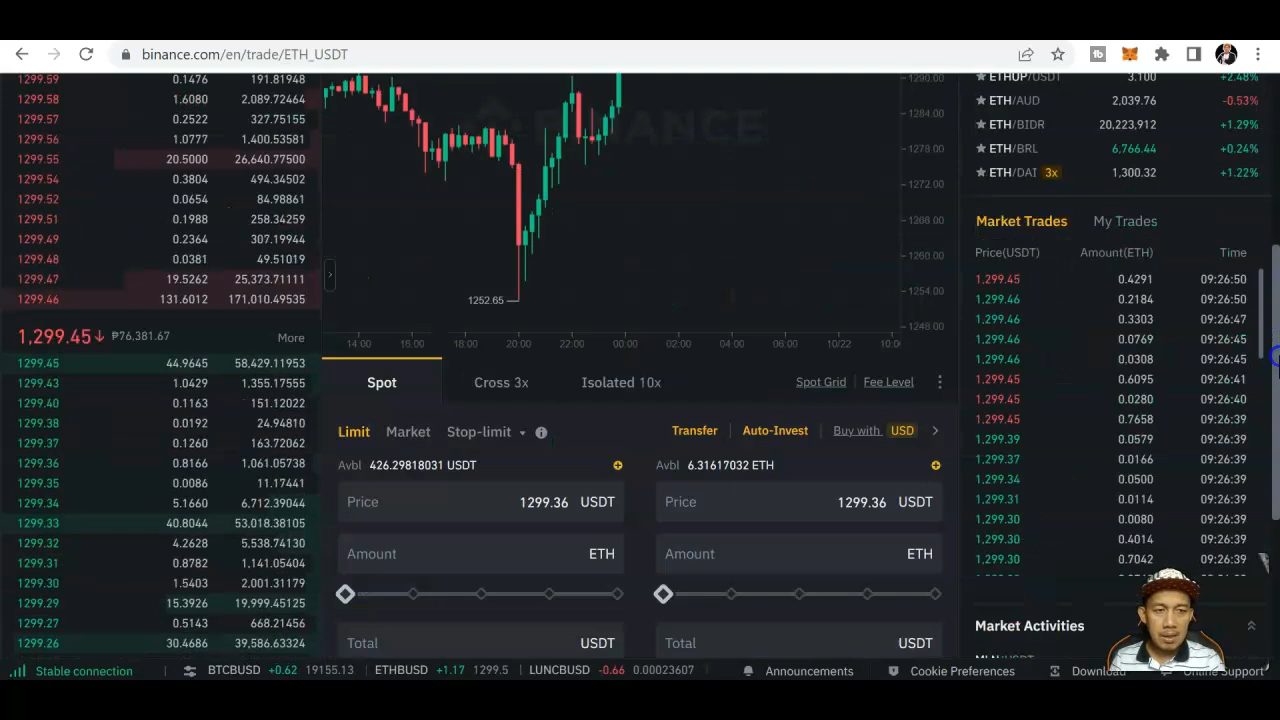 binance.com/en/trade/ETH_USDT
1299.59 0.1476 191.81948
1299.58 1.6080 2,089.72464
1299.57 0.2522 327.75155
1299.56 1.0777 1,400.53581
1299.55 20.5000 26,640.77500
1299.54 0.3804 494.34502
1299.52 0.0654 84.98861
1299.51 0.1988 258.34259
1299.49 0.2364 307.19944
1299.48 0.0381 49.51019
1299.47 19.5262 25,373.71111
1299.46 131.6012 171,010.49535
1,299.45↓ ₱76,381.67 More
1299.45 44.9645 58,429.11953
1299.43 1.0429 1,355.17555
1299.40 0.1163 151.12022
1299.38 0.0192 24.94810
1299.37 0.1260 163.72062
1299.36 0.8166 1,061.05738
1299.35 0.0086 11.17441
1299.34 5.1660 6,712.39044
1299.33 40.8044 53,018.38105
1299.32 4.2628 5,538.74130
1299.31 0.8782 1,141.05404
1299.30 1.5403 2,001.31179
1299.29 15.3926 19,999.45125
1299.27 0.5143 668.21456
1299.26 30.4686 39,586.63324
BINANCE
1290.00
1284.00
1278.00
1272.00
1266.00
1260.00
1254.00
1248.00
1252.65
14:00 15:00 20:00 22:00 00:00 02:00 04:00 06:00 10/22 10:0
Spot Cross 3x Isolated 10x Spot Grid Fee Level
Limit Market Stop-limit Transfer Auto-Invest Buy with USD
Avbl 426.29818031 USDT Avbl 6.31617032 ETH
Price 1299.36 USDT Price 1299.36 USDT
Amount ETH Amount ETH
Total USDT Total USDT
ETHUP/USDT 3.100 +2.48%
ETH/AUD 2,039.76 -0.53%
ETH/BIDR 20,223,912 +1.29%
ETH/BRL 6,766.44 +0.24%
ETH/DAI 3x 1,300.32 +1.22%
Market Trades My Trades
Price(USDT) Amount(ETH) Time
1,299.45 0.4291 09:26:50
1,299.46 0.2184 09:26:50
1,299.46 0.3303 09:26:47
1,299.46 0.0769 09:26:45
1,299.46 0.0308 09:26:45
1,299.45 0.6095 09:26:41
1,299.45 0.0280 09:26:40
1,299.45 0.7658 09:26:39
1,299.39 0.0579 09:26:39
1,299.37 0.0166 09:26:39
1,299.34 0.0500 09:26:39
1,299.31 0.0114 09:26:39
1,299.30 0.0080 09:26:39
1,299.30 0.4014 09:26:39
1,299.30 0.7042 09:26:39
Market Activities
Stable connection BTCBUSD +0.62 19155.13 ETHBUSD +1.17 1299.5 LUNCBUSD -0.66 0.00023607 Announcements Cookie Preferences Download Online Support